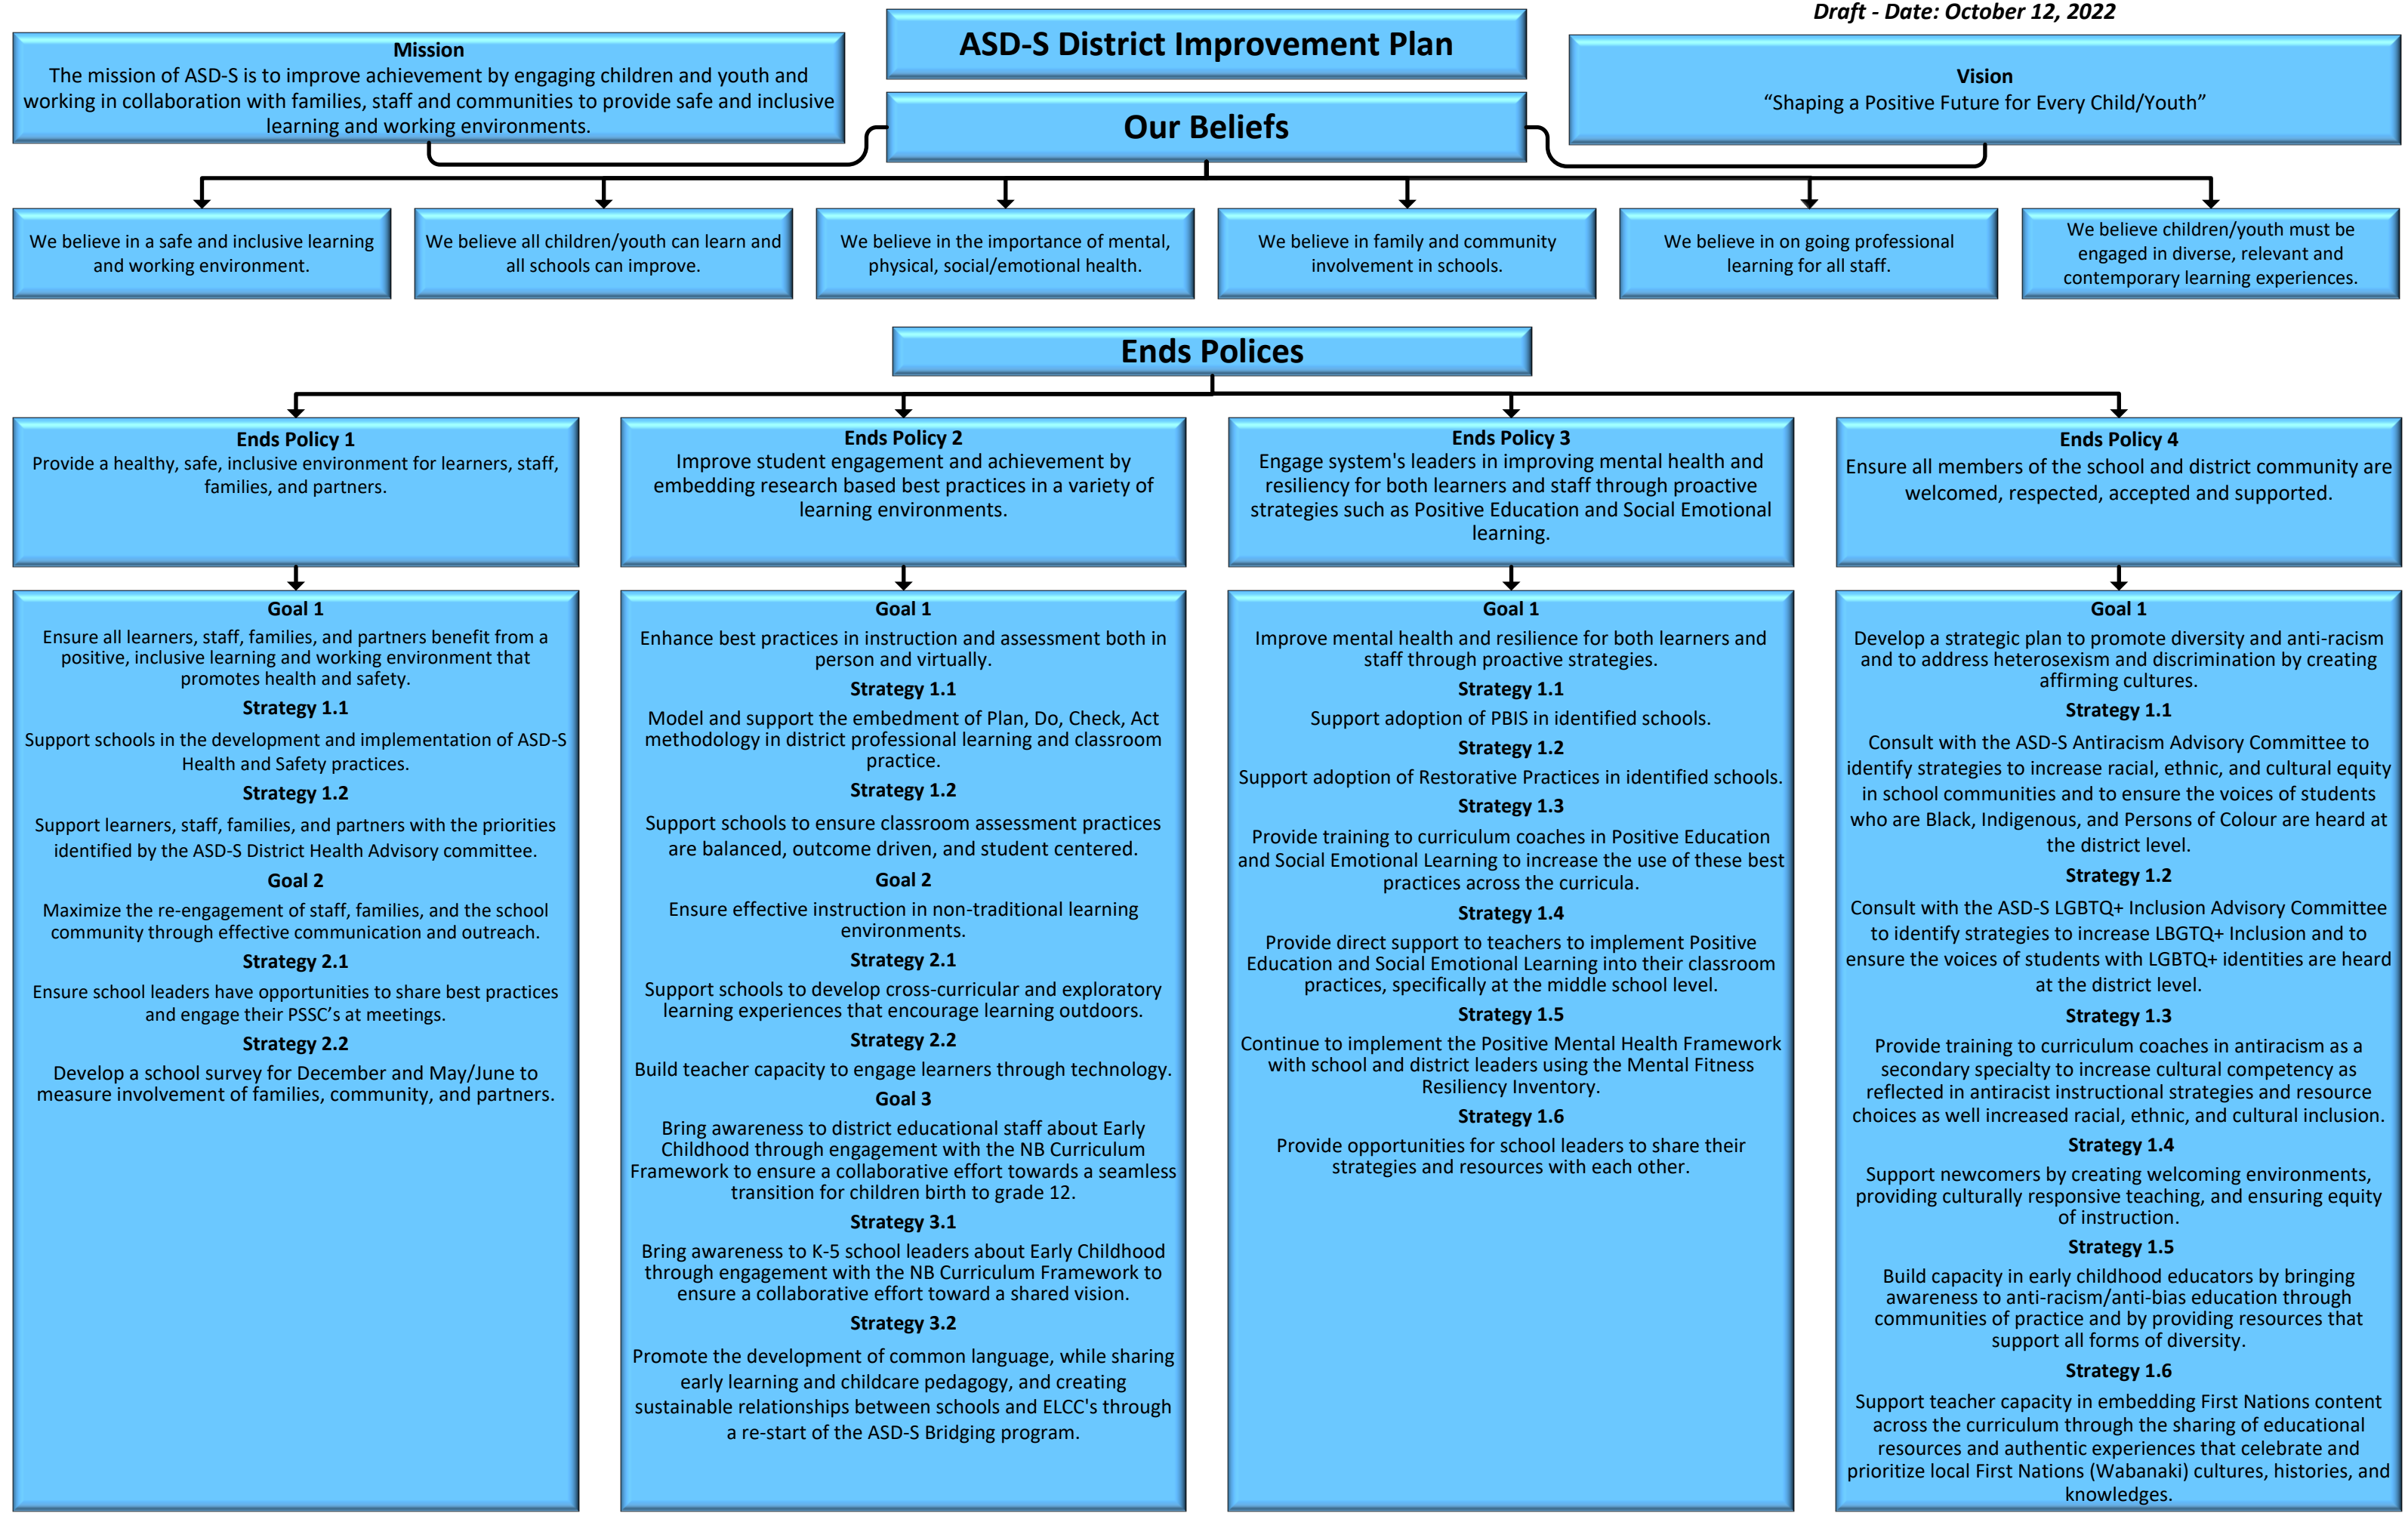 Draft - Date: October 12, 2022
ASD-S District Improvement Plan
Mission
The mission of ASD-S is to improve achievement by engaging children and youth and
working in collaboration with families, staff and communities to provide safe and inclusive
learning and working environments.
Vision
“Shaping a Positive Future for Every Child/Youth”
Our Beliefs
We believe in a safe and inclusive learning
and working environment.
We believe all children/youth can learn and
all schools can improve.
We believe in the importance of mental,
physical, social/emotional health.
We believe in family and community
involvement in schools.
We believe in on going professional
learning for all staff.
We believe children/youth must be
engaged in diverse, relevant and
contemporary learning experiences.
Ends Polices
Ends Policy 1
Provide a healthy, safe, inclusive environment for learners, staff,
families, and partners.
Goal 1
Ensure all learners, staff, families, and partners benefit from a
positive, inclusive learning and working environment that
promotes health and safety.
Strategy 1.1
Support schools in the development and implementation of ASD-S
Health and Safety practices.
Strategy 1.2
Support learners, staff, families, and partners with the priorities
identified by the ASD-S District Health Advisory committee.
Goal 2
Maximize the re-engagement of staff, families, and the school
community through effective communication and outreach.
Strategy 2.1
Ensure school leaders have opportunities to share best practices
and engage their PSSC’s at meetings.
Strategy 2.2
Develop a school survey for December and May/June to
measure involvement of families, community, and partners.
Ends Policy 2
Improve student engagement and achievement by
embedding research based best practices in a variety of
learning environments.
Goal 1
Enhance best practices in instruction and assessment both in
person and virtually.
Strategy 1.1
Model and support the embedment of Plan, Do, Check, Act
methodology in district professional learning and classroom
practice.
Strategy 1.2
Support schools to ensure classroom assessment practices
are balanced, outcome driven, and student centered.
Goal 2
Ensure effective instruction in non-traditional learning
environments.
Strategy 2.1
Support schools to develop cross-curricular and exploratory
learning experiences that encourage learning outdoors.
Strategy 2.2
Build teacher capacity to engage learners through technology.
Goal 3
Bring awareness to district educational staff about Early
Childhood through engagement with the NB Curriculum
Framework to ensure a collaborative effort towards a seamless
transition for children birth to grade 12.
Strategy 3.1
Bring awareness to K-5 school leaders about Early Childhood
through engagement with the NB Curriculum Framework to
ensure a collaborative effort toward a shared vision.
Strategy 3.2
Promote the development of common language, while sharing
early learning and childcare pedagogy, and creating
sustainable relationships between schools and ELCC's through
a re-start of the ASD-S Bridging program.
Ends Policy 3
Engage system's leaders in improving mental health and
resiliency for both learners and staff through proactive
strategies such as Positive Education and Social Emotional
learning.
Goal 1
Improve mental health and resilience for both learners and
staff through proactive strategies.
Strategy 1.1
Support adoption of PBIS in identified schools.
Strategy 1.2
Support adoption of Restorative Practices in identified schools.
Strategy 1.3
Provide training to curriculum coaches in Positive Education
and Social Emotional Learning to increase the use of these best
practices across the curricula.
Strategy 1.4
Provide direct support to teachers to implement Positive
Education and Social Emotional Learning into their classroom
practices, specifically at the middle school level.
Strategy 1.5
Continue to implement the Positive Mental Health Framework
with school and district leaders using the Mental Fitness
Resiliency Inventory.
Strategy 1.6
Provide opportunities for school leaders to share their
strategies and resources with each other.
Ends Policy 4
Ensure all members of the school and district community are
welcomed, respected, accepted and supported.
Goal 1
Develop a strategic plan to promote diversity and anti-racism
and to address heterosexism and discrimination by creating
affirming cultures.
Strategy 1.1
Consult with the ASD-S Antiracism Advisory Committee to
identify strategies to increase racial, ethnic, and cultural equity
in school communities and to ensure the voices of students
who are Black, Indigenous, and Persons of Colour are heard at
the district level.
Strategy 1.2
Consult with the ASD-S LGBTQ+ Inclusion Advisory Committee
to identify strategies to increase LBGTQ+ Inclusion and to
ensure the voices of students with LGBTQ+ identities are heard
at the district level.
Strategy 1.3
Provide training to curriculum coaches in antiracism as a
secondary specialty to increase cultural competency as
reflected in antiracist instructional strategies and resource
choices as well increased racial, ethnic, and cultural inclusion.
Strategy 1.4
Support newcomers by creating welcoming environments,
providing culturally responsive teaching, and ensuring equity
of instruction.
Strategy 1.5
Build capacity in early childhood educators by bringing
awareness to anti-racism/anti-bias education through
communities of practice and by providing resources that
support all forms of diversity.
Strategy 1.6
Support teacher capacity in embedding First Nations content
across the curriculum through the sharing of educational
resources and authentic experiences that celebrate and
prioritize local First Nations (Wabanaki) cultures, histories, and
knowledges.